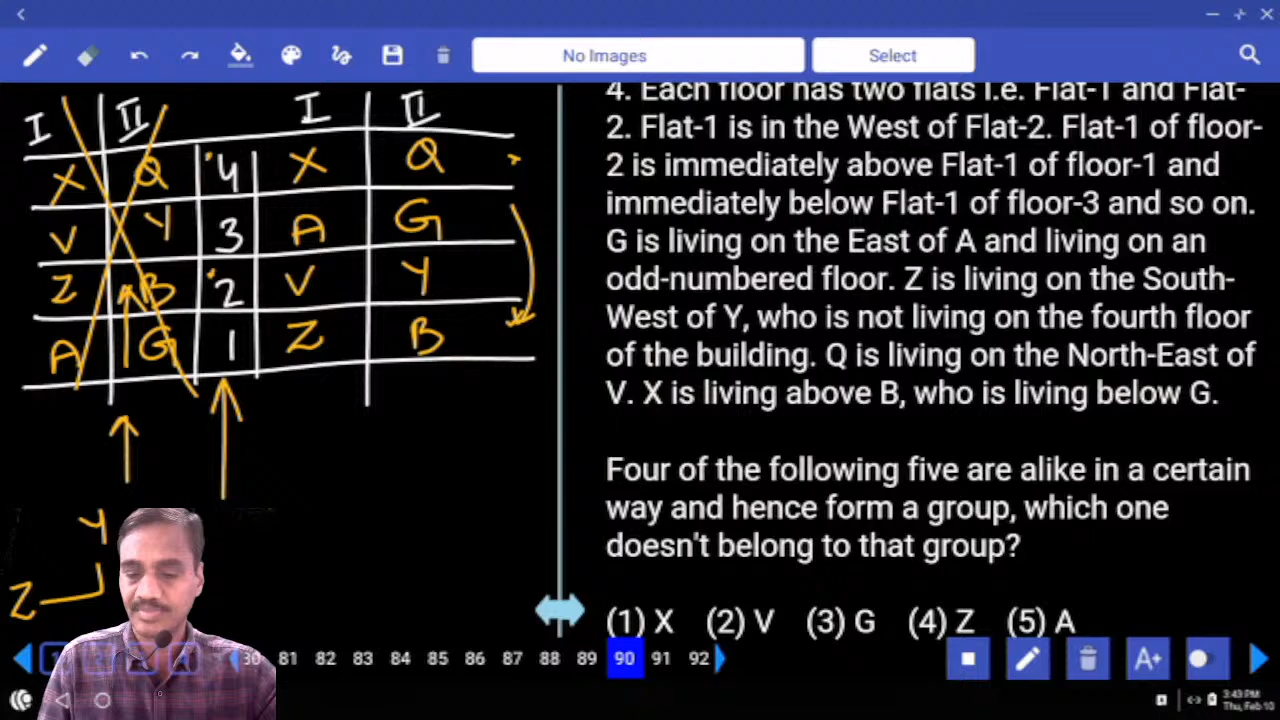 No Images
Select
I II I II
X Q 4 X Q
V Y 3 A G
Z B 2 V Y
A G 1 Z B
Y
Z
4. Each floor has two flats i.e. Flat-1 and Flat-
2. Flat-1 is in the West of Flat-2. Flat-1 of floor-
2 is immediately above Flat-1 of floor-1 and
immediately below Flat-1 of floor-3 and so on.
G is living on the East of A and living on an
odd-numbered floor. Z is living on the South-
West of Y, who is not living on the fourth floor
of the building. Q is living on the North-East of
V. X is living above B, who is living below G.
Four of the following five are alike in a certain
way and hence form a group, which one
doesn't belong to that group?
(1) X (2) V (3) G (4) Z (5) A
81 82 83 84 85 86 87 88 89 90 91 92
A+
3:43 PM
Thu, Feb 10